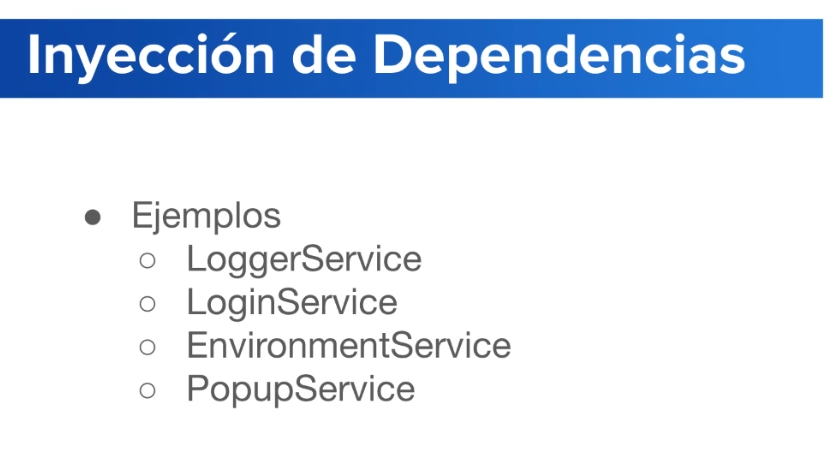 Inyección de Dependencias
● Ejemplos
○ LoggerService
○ LoginService
○ EnvironmentService
○ PopupService